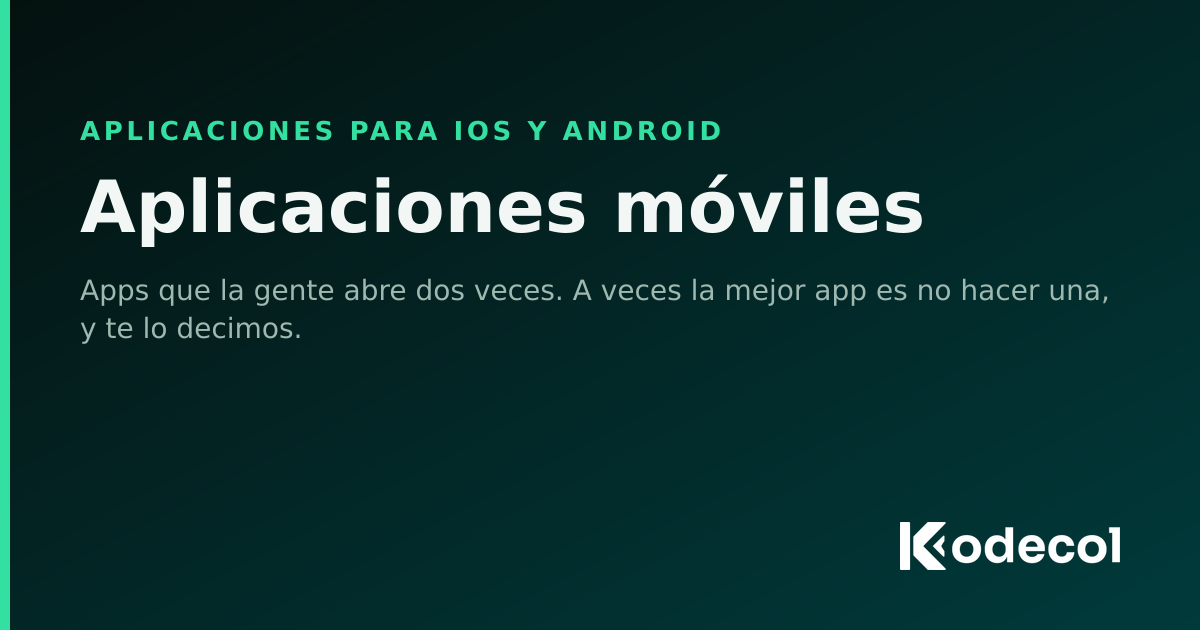 APLICACIONES PARA IOS Y ANDROID
Aplicaciones móviles
Apps que la gente abre dos veces. A veces la mejor app es no hacer una,
y te lo decimos.
Kodecol